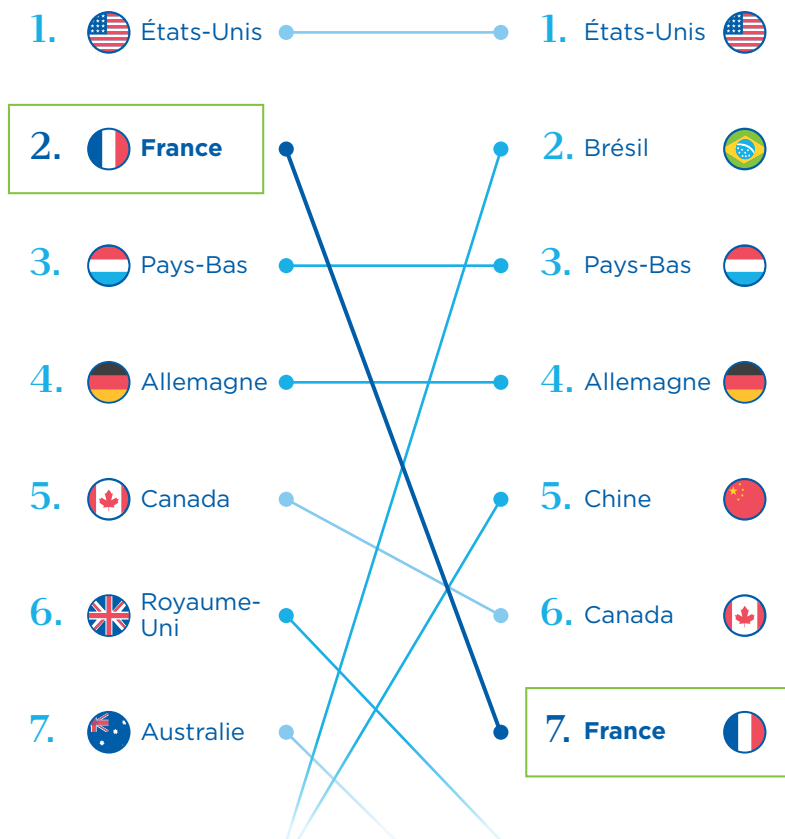 1. États-Unis
1. États-Unis
2. France
2. Brésil
3. Pays-Bas
3. Pays-Bas
4. Allemagne
4. Allemagne
5. Canada
5. Chine
6. Royaume-
Uni
6. Canada
7. Australie
7. France